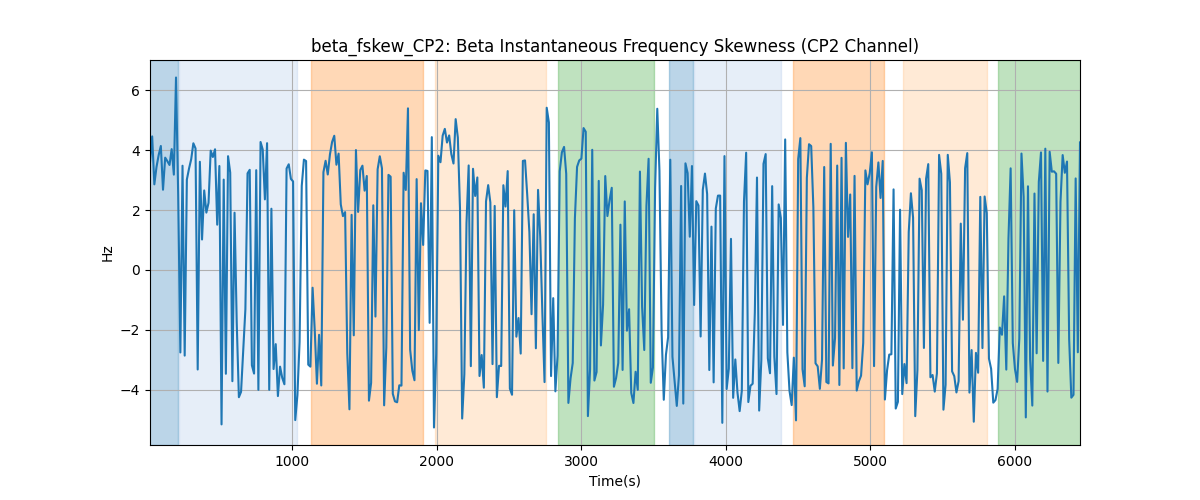 beta_fskew_CP2: Beta Instantaneous Frequency Skewness (CP2 Channel)
6
4
2
0
−2
−4
Hz
1000 2000 3000 4000 5000 6000
Time(s)